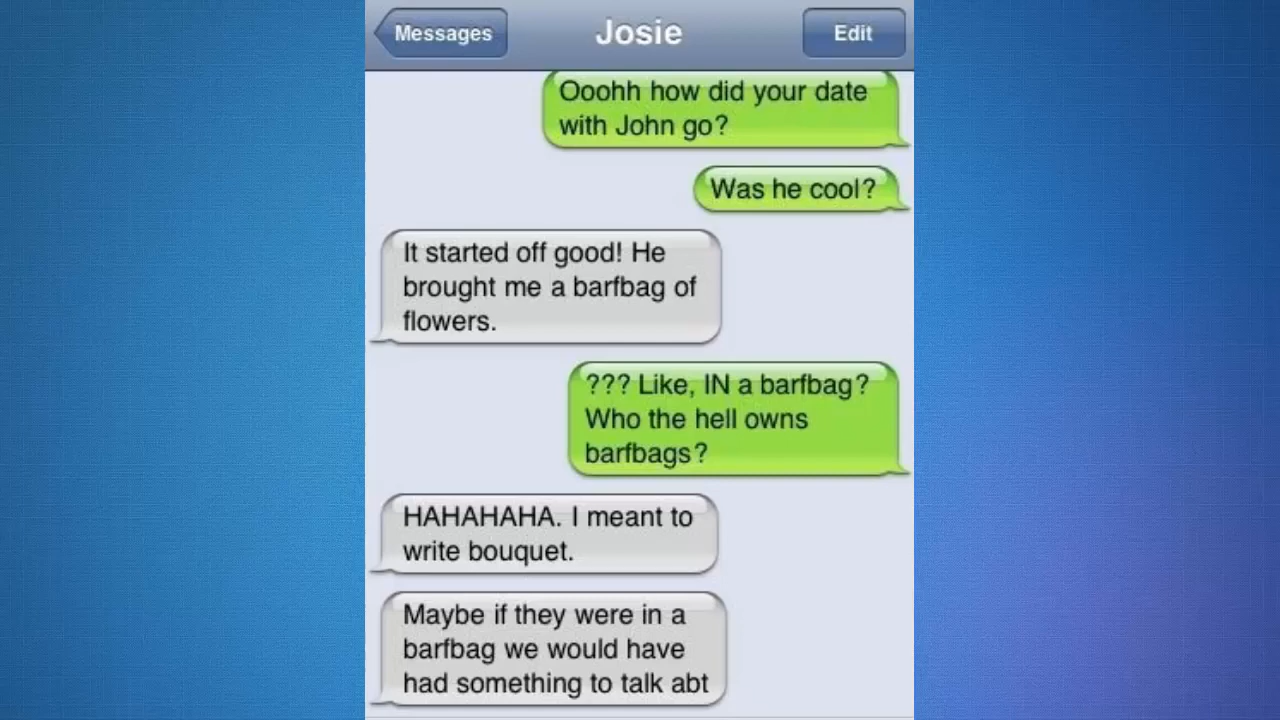 Messages
Josie
Edit
Ooohh how did your date
with John go?
Was he cool?
It started off good! He
brought me a barfbag of
flowers.
??? Like, IN a barfbag?
Who the hell owns
barfbags?
HAHAHAHA. I meant to
write bouquet.
Maybe if they were in a
barfbag we would have
had something to talk abt